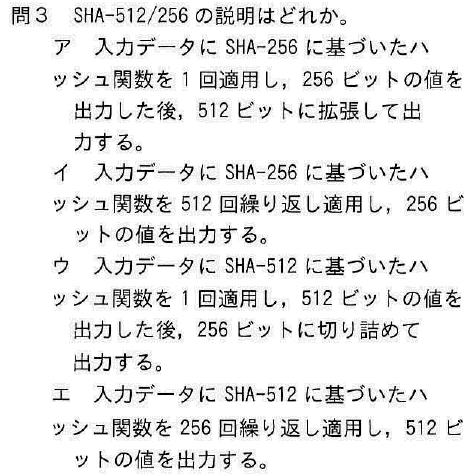 問3 SHA-512/256 の説明はどれか。
ア 入力データに SHA-256 に基づいたハ
ッシュ関数を 1 回適用し，256 ビットの値を
出力した後，512 ビットに拡張して出
力する。
イ 入力データに SHA-256 に基づいたハ
ッシュ関数を 512 回繰り返し適用し，256 ビ
ットの値を出力する。
ウ 入力データに SHA-512 に基づいたハ
ッシュ関数を 1 回適用し，512 ビットの値を
出力した後，256 ビットに切り詰めて
出力する。
エ 入力データに SHA-512 に基づいたハ
ッシュ関数を 256 回繰り返し適用し，512 ビ
ットの値を出力する。